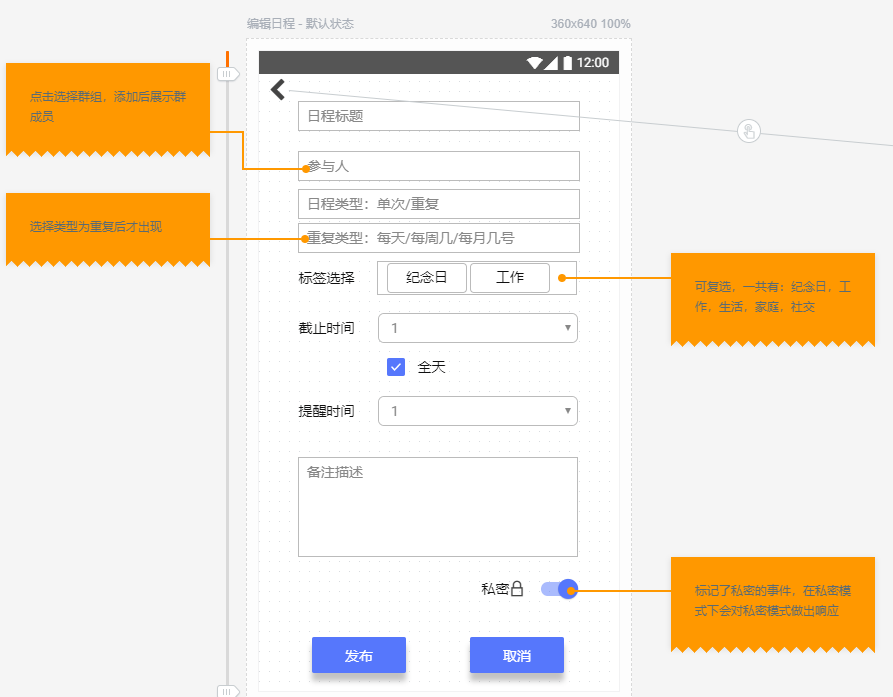 编辑日程 - 默认状态
360x640 100%
12:00
点击选择群组，添加后展示群
成员
日程标题
参与人
选择类型为重复后才出现
日程类型：单次/重复
重复类型：每天/每周几/每月几号
标签选择
纪念日
工作
可复选，一共有：纪念日，工
作，生活，家庭，社交
截止时间
1
全天
提醒时间
1
备注描述
私密
标记了私密的事件，在私密模
式下会对私密模式做出响应
发布
取消